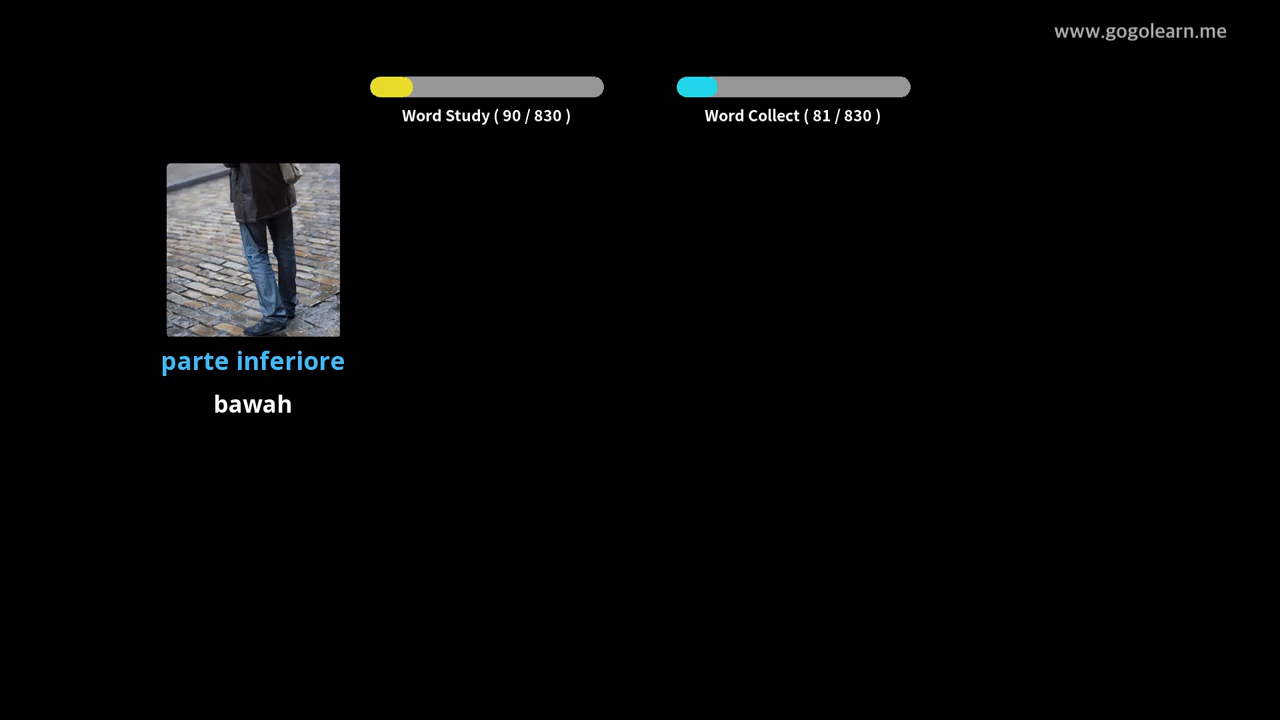 www.gogolearn.me
Word Study ( 90 / 830 )
Word Collect ( 81 / 830 )
parte inferiore
bawah